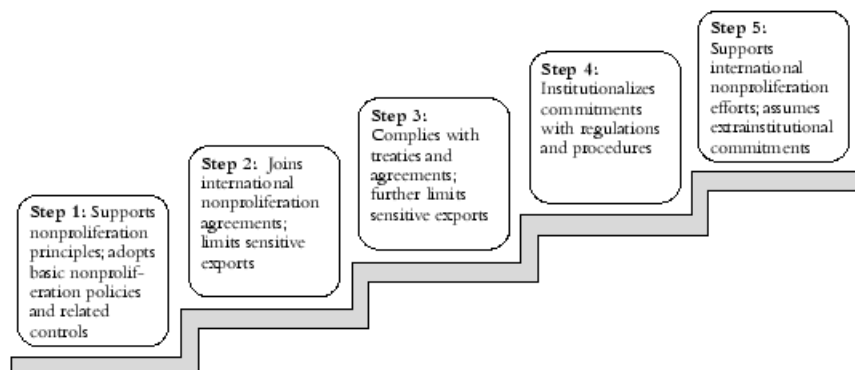 Step 1: Supports
nonproliferation
principles; adopts
basic nonprolif-
eration policies
and related
controls
Step 2: Joins
international
nonproliferation
agreements;
limits sensitive
exports
Step 3:
Complies with
treaties and
agreements;
further limits
sensitive exports
Step 4:
Institutionalizes
commitments
with regulations
and procedures
Step 5:
Supports
international
nonproliferation
efforts; assumes
extrainstitutional
commitments